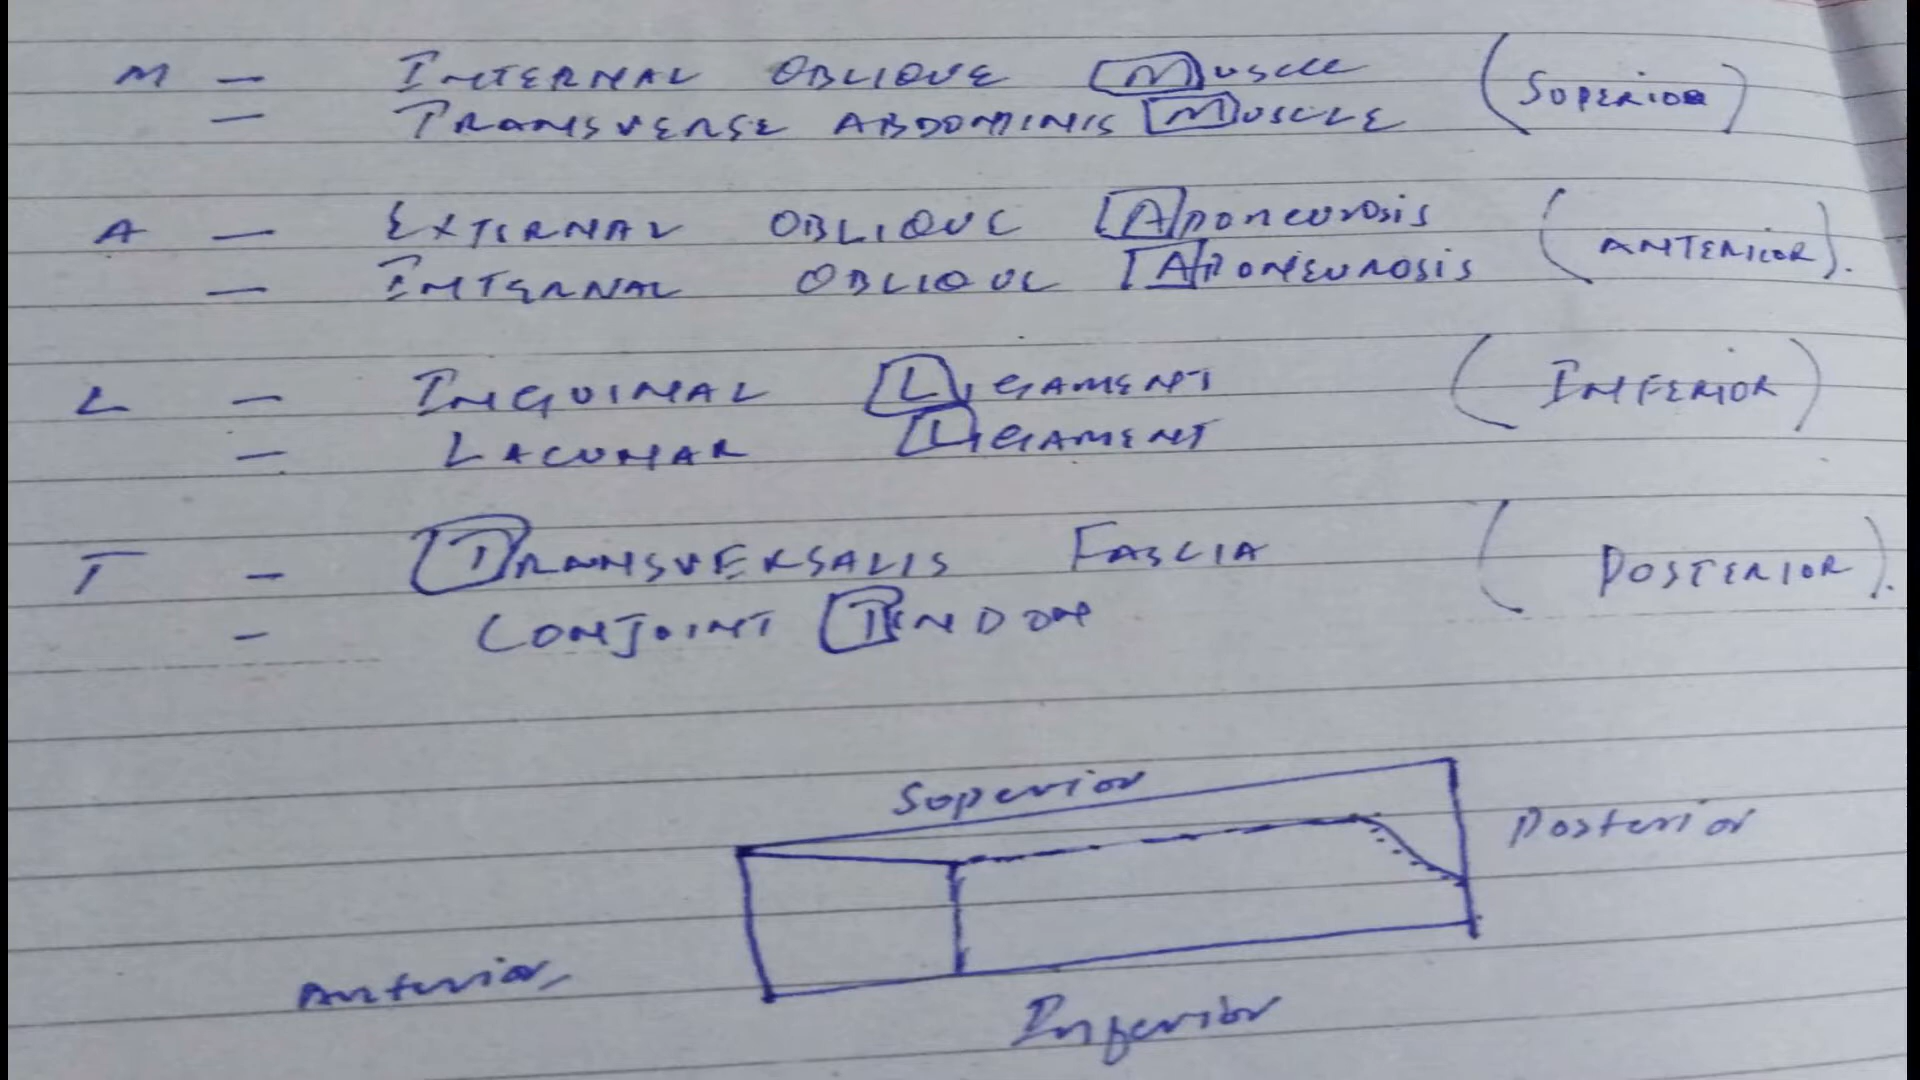 M - INTERNAL OBLIQUE MUSCLE (SUPERIOR)
- TRANSVERSE ABDOMINIS MUSCLE
A - EXTERNAL OBLIQUE APONEUROSIS (ANTERIOR).
- INTERNAL OBLIQUE APONEUROSIS
L - INGUINAL LIGAMENT (INFERIOR)
- LACUNAR LIGAMENT
T - TRANSVERSALIS FASCIA (POSTERIOR).
- CONJOINT TENDON
Superior
Posterior
Anterior
Inferior